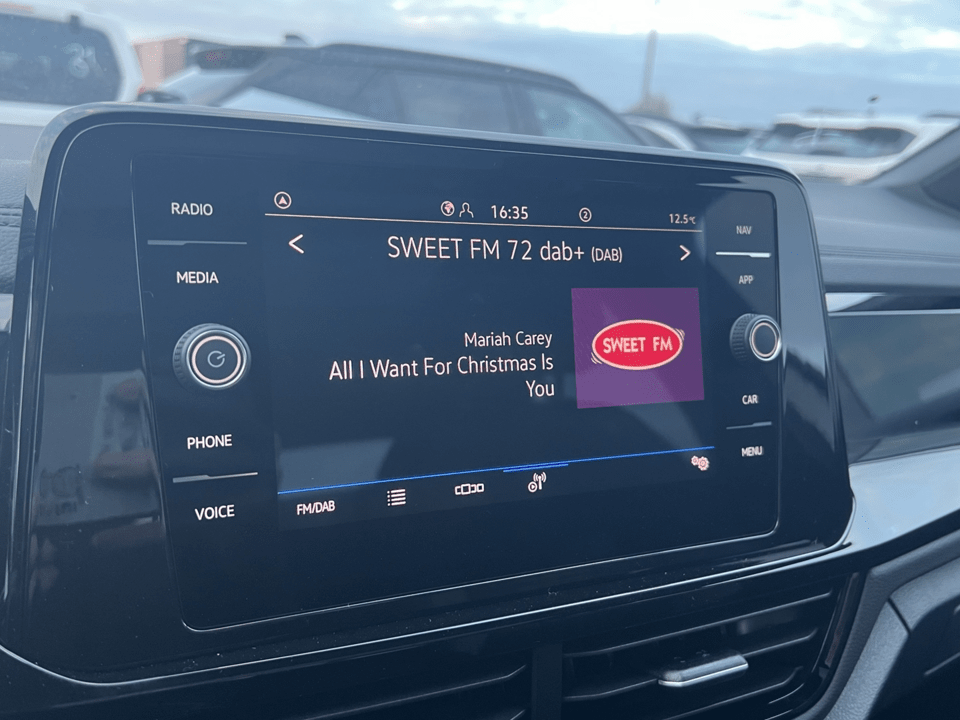 RADIO
MEDIA
PHONE
VOICE
16:35
2
12.5°C
< SWEET FM 72 dab+ (DAB) >
Mariah Carey
All I Want For Christmas Is
You
SWEET FM
FM/DAB
NAV
APP
CAR
MENU